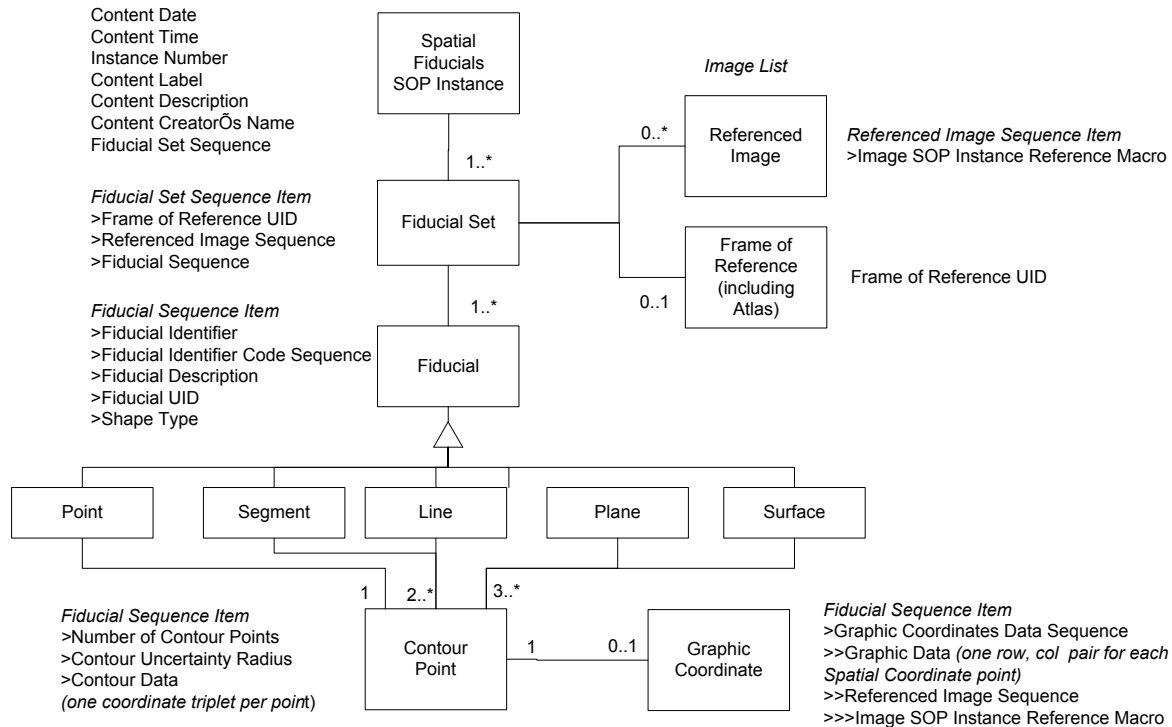 Content Date
Content Time
Instance Number
Content Label
Content Description
Content CreatorÕs Name
Fiducial Set Sequence
Spatial
Fiducials
SOP Instance
Image List
1..*
0..*
Referenced
Image
Referenced Image Sequence Item
>Image SOP Instance Reference Macro
Fiducial Set Sequence Item
>Frame of Reference UID
>Referenced Image Sequence
>Fiducial Sequence
Fiducial Set
Frame of
Reference
(including
Atlas)
0..1
Frame of Reference UID
1..*
Fiducial Sequence Item
>Fiducial Identifier
>Fiducial Identifier Code Sequence
>Fiducial Description
>Fiducial UID
>Shape Type
Fiducial
Point
Segment
Line
Plane
Surface
1
2..*
3..*
Fiducial Sequence Item
>Number of Contour Points
>Contour Uncertainty Radius
>Contour Data
(one coordinate triplet per point)
Contour
Point
1
0..1
Graphic
Coordinate
Fiducial Sequence Item
>Graphic Coordinates Data Sequence
>>Graphic Data (one row, col pair for each
Spatial Coordinate point)
>>Referenced Image Sequence
>>>Image SOP Instance Reference Macro